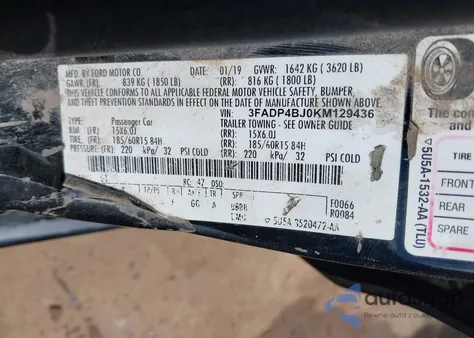 MFD. BY FORD MOTOR CO. DATE: 01/19 GVWR: 1642 KG (3620 LB)
GAWR: (FR): 839 KG (1850 LB) (RR): 816 KG (1800 LB)
THIS VEHICLE CONFORMS TO ALL APPLICABLE FEDERAL MOTOR VEHICLE SAFETY, BUMPER,
AND THEFT PREVENTION STANDARDS IN EFFECT ON THE DATE OF MANUFACTURE SHOWN ABOVE.
VIN: 3FADP4BJ0KM129436
TYPE: Passenger Car TRAILER TOWING - SEE OWNER GUIDE
RIMS: 15X6.0J 15X6.0J
TIRES: (FR): 185/60R15 84H (RR): 185/60R15 84H
PRESSURE: (FR): 220 kPa/ 32 PSI COLD (RR): 220 kPa/ 32 PSI COLD
RC: 47 DSO
F0066
R0084
5U5A-1532-AA (TLU)
TIRE
FRONT
REAR
SPARE